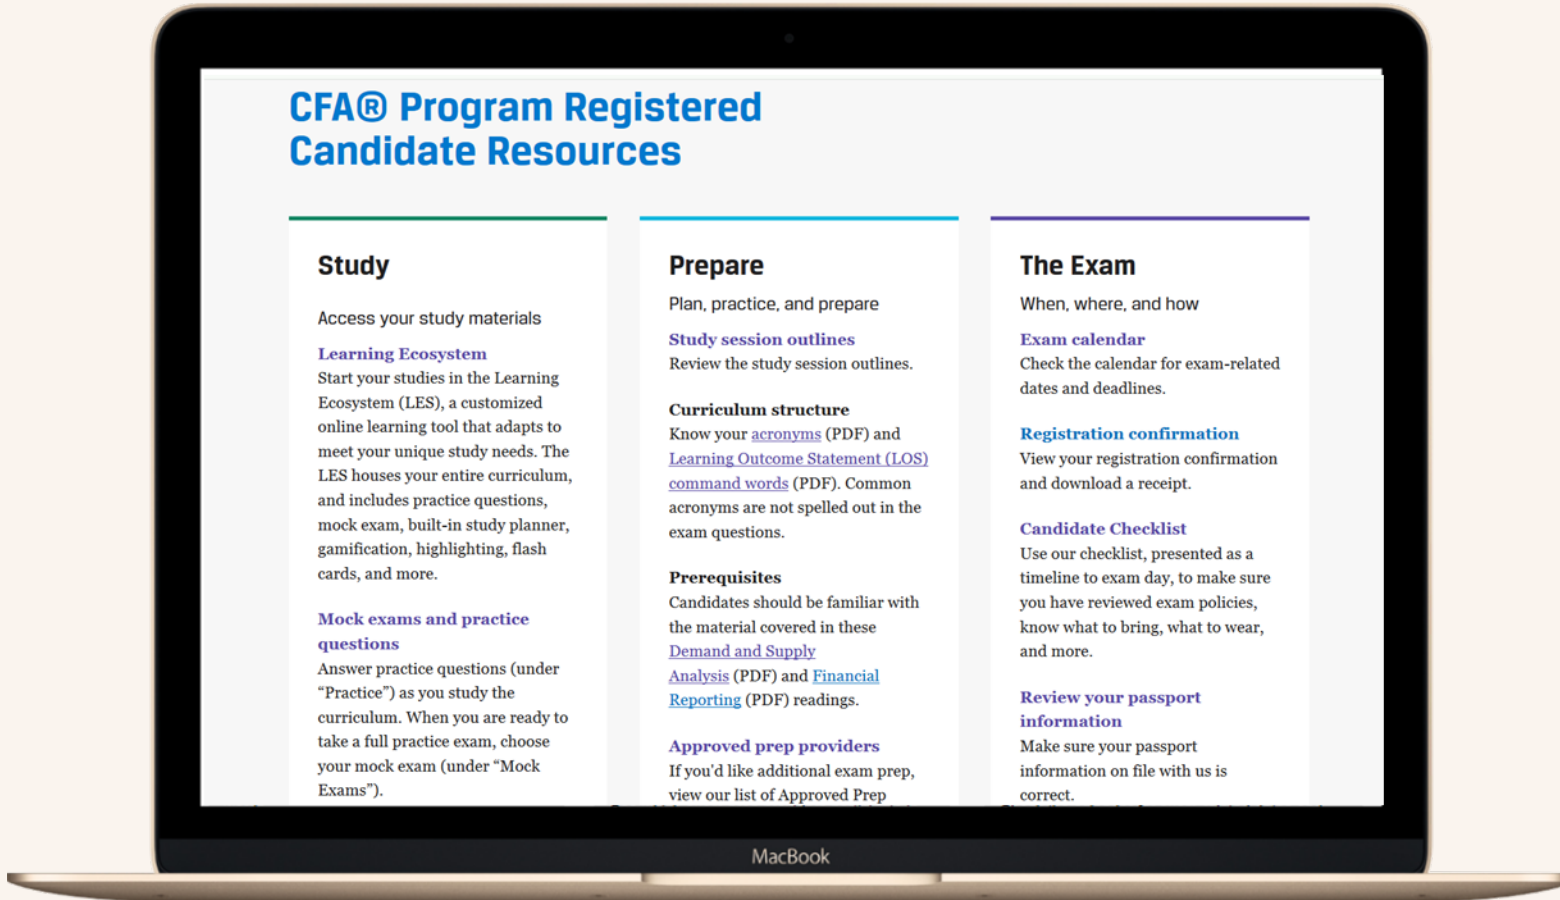 CFA® Program Registered
Candidate Resources
Study
Access your study materials
Learning Ecosystem
Start your studies in the Learning
Ecosystem (LES), a customized
online learning tool that adapts to
meet your unique study needs. The
LES houses your entire curriculum,
and includes practice questions,
mock exam, built-in study planner,
gamification, highlighting, flash
cards, and more.
Mock exams and practice
questions
Answer practice questions (under
“Practice”) as you study the
curriculum. When you are ready to
take a full practice exam, choose
your mock exam (under “Mock
Exams”).
Prepare
Plan, practice, and prepare
Study session outlines
Review the study session outlines.
Curriculum structure
Know your acronyms (PDF) and
Learning Outcome Statement (LOS)
command words (PDF). Common
acronyms are not spelled out in the
exam questions.
Prerequisites
Candidates should be familiar with
the material covered in these
Demand and Supply
Analysis (PDF) and Financial
Reporting (PDF) readings.
Approved prep providers
If you'd like additional exam prep,
view our list of Approved Prep
The Exam
When, where, and how
Exam calendar
Check the calendar for exam-related
dates and deadlines.
Registration confirmation
View your registration confirmation
and download a receipt.
Candidate Checklist
Use our checklist, presented as a
timeline to exam day, to make sure
you have reviewed exam policies,
know what to bring, what to wear,
and more.
Review your passport
information
Make sure your passport
information on file with us is
correct.
MacBook